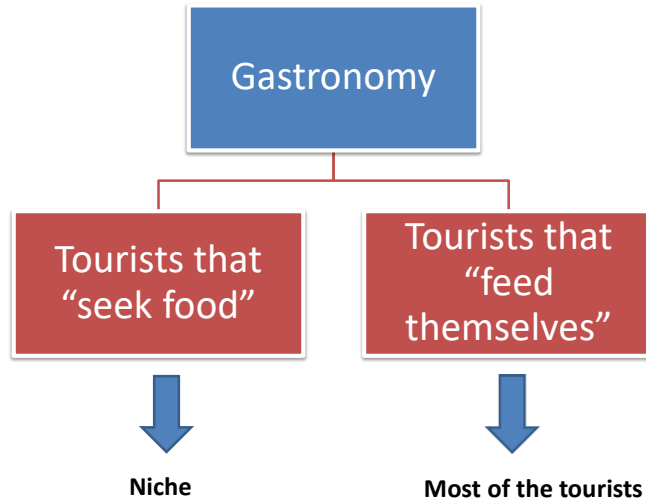 Gastronomy
Tourists that
“seek food”
Tourists that
“feed
themselves”
Niche
Most of the tourists